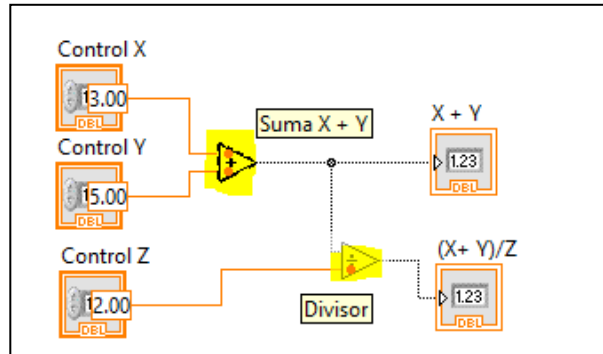 Control X
13.00
DBL
Control Y
15.00
DBL
Control Z
12.00
DBL
Suma X + Y
Divisor
X + Y
1.23
DBL
(X+ Y)/Z
1.23
DBL